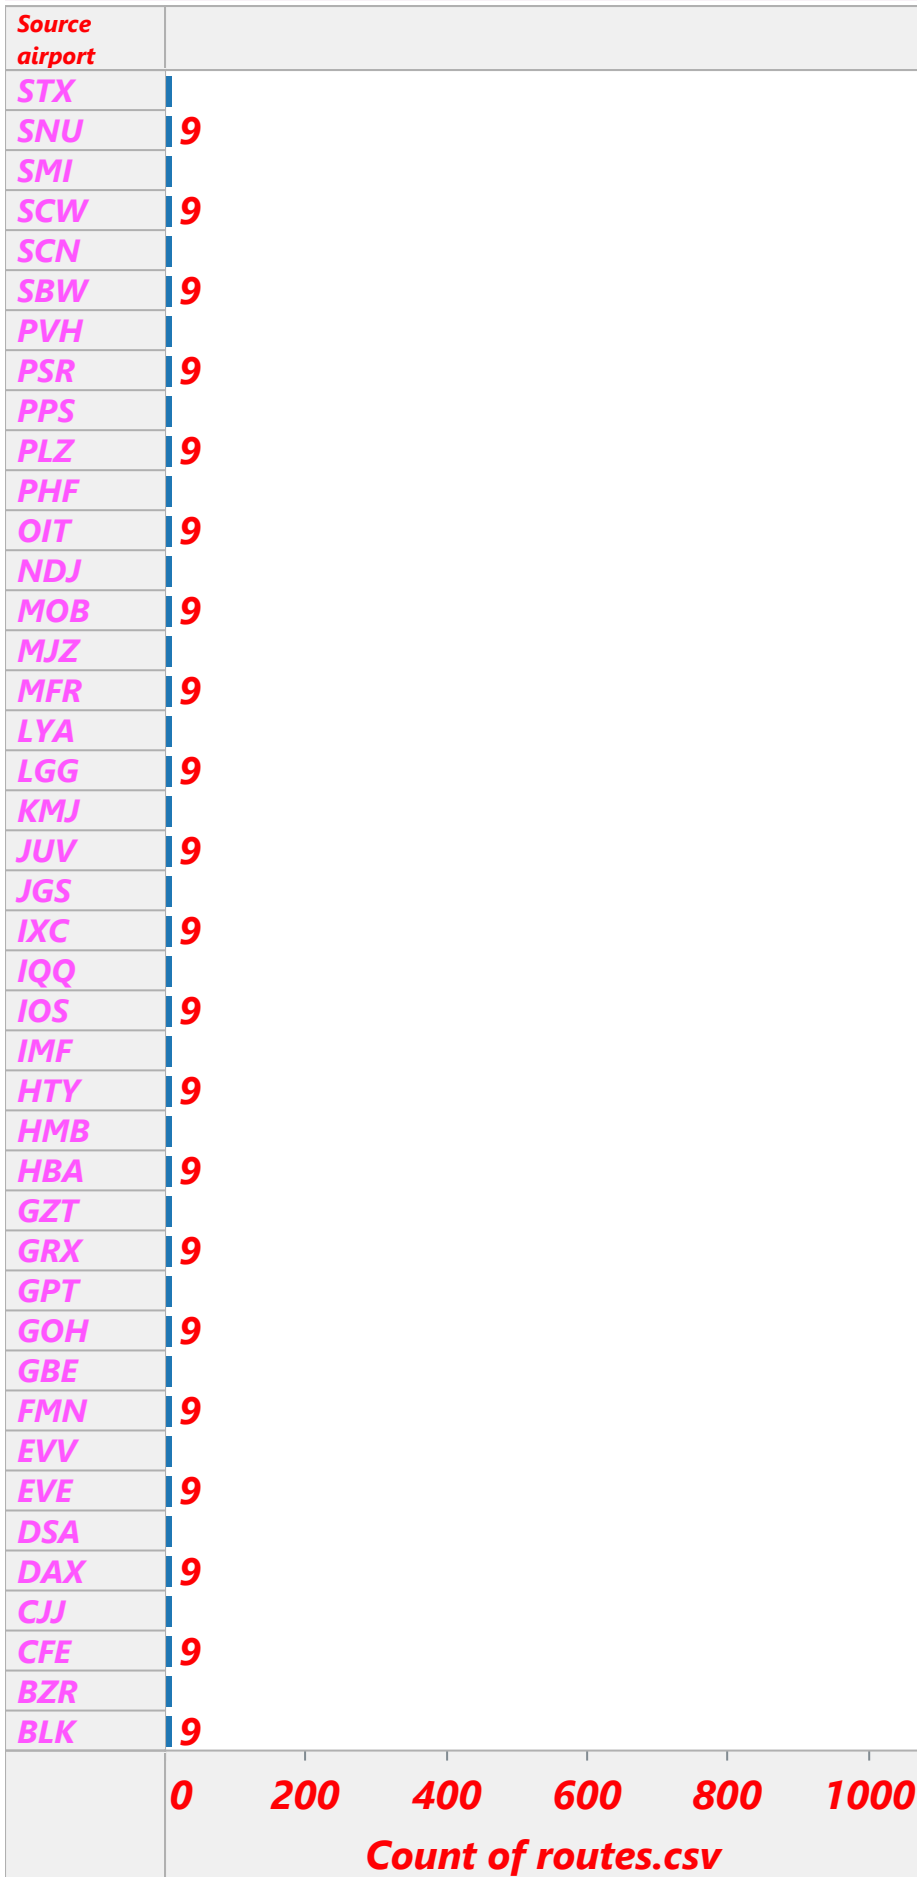 Source
airport
STX
SNU 9
SMI
SCW 9
SCN
SBW 9
PVH
PSR 9
PPS
PLZ 9
PHF
OIT 9
NDJ
MOB 9
MJZ
MFR 9
LYA
LGG 9
KMJ
JUV 9
JGS
IXC 9
IQQ
IOS 9
IMF
HTY 9
HMB
HBA 9
GZT
GRX 9
GPT
GOH 9
GBE
FMN 9
EVV
EVE 9
DSA
DAX 9
CJJ
CFE 9
BZR
BLK 9
0 200 400 600 800 1000
Count of routes.csv